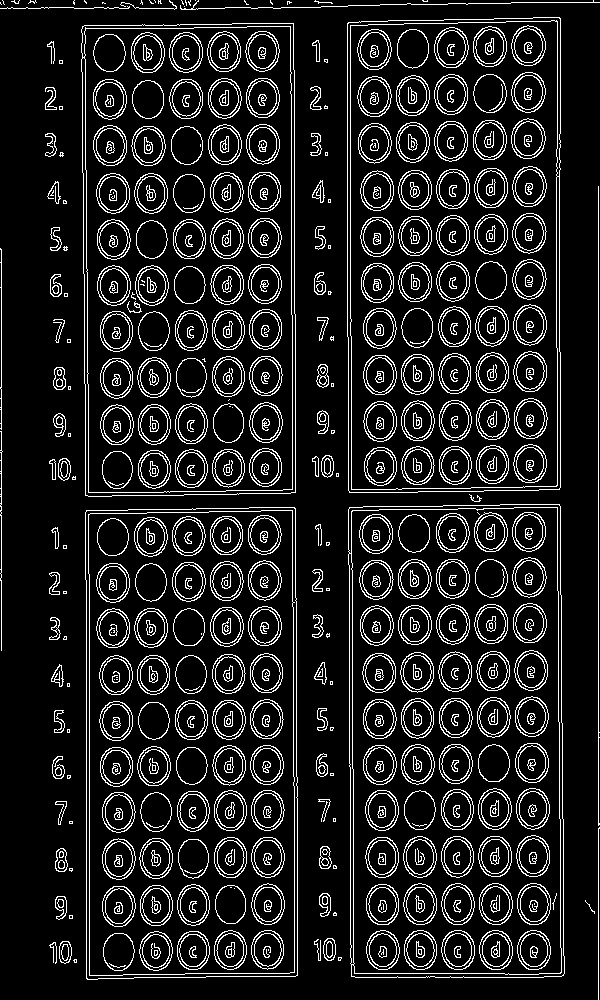 1. b c d e
2. a c d e
3. a b d e
4. a b d e
5. a c d e
6. a b d e
7. a c d e
8. a b d e
9. a b c e
10. b c d e
1. a c d e
2. a b c e
3. a b c d e
4. a b c d e
5. a b c d e
6. a b c e
7. a c d e
8. a b c d e
9. a b c d e
10. a b c d e
1. b c d e
2. a c d e
3. a b d e
4. a b d e
5. a c d e
6. a b d e
7. a c d e
8. a b d e
9. a b c e
10. b c d e
1. a c d e
2. a b c e
3. a b c d e
4. a b c d e
5. a b c d e
6. a b c e
7. a c d e
8. a b c d e
9. a b c d e
10. a b c d e